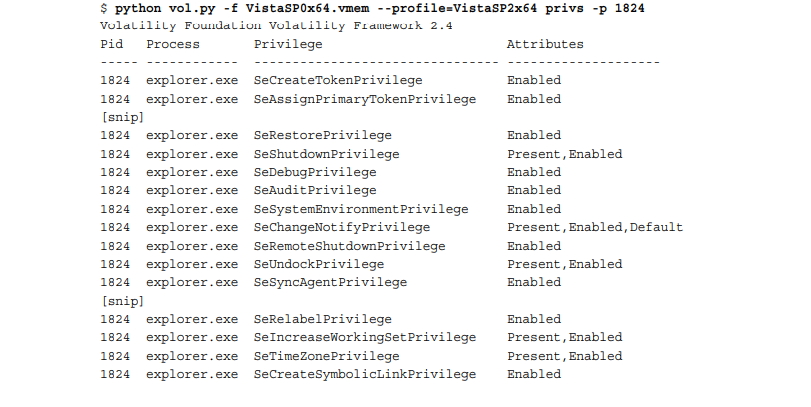 $ python vol.py -f VistaSP0x64.vmem --profile=VistaSP2x64 privs -p 1824
Volatility Foundation Volatility Framework 2.4
Pid Process Privilege Attributes
----- ------------ -------------------------------- --------------------
1824 explorer.exe SeCreateTokenPrivilege Enabled
1824 explorer.exe SeAssignPrimaryTokenPrivilege Enabled
[snip]
1824 explorer.exe SeRestorePrivilege Enabled
1824 explorer.exe SeShutdownPrivilege Present,Enabled
1824 explorer.exe SeDebugPrivilege Enabled
1824 explorer.exe SeAuditPrivilege Enabled
1824 explorer.exe SeSystemEnvironmentPrivilege Enabled
1824 explorer.exe SeChangeNotifyPrivilege Present,Enabled,Default
1824 explorer.exe SeRemoteShutdownPrivilege Enabled
1824 explorer.exe SeUndockPrivilege Present,Enabled
1824 explorer.exe SeSyncAgentPrivilege Enabled
[snip]
1824 explorer.exe SeRelabelPrivilege Enabled
1824 explorer.exe SeIncreaseWorkingSetPrivilege Present,Enabled
1824 explorer.exe SeTimeZonePrivilege Present,Enabled
1824 explorer.exe SeCreateSymbolicLinkPrivilege Enabled